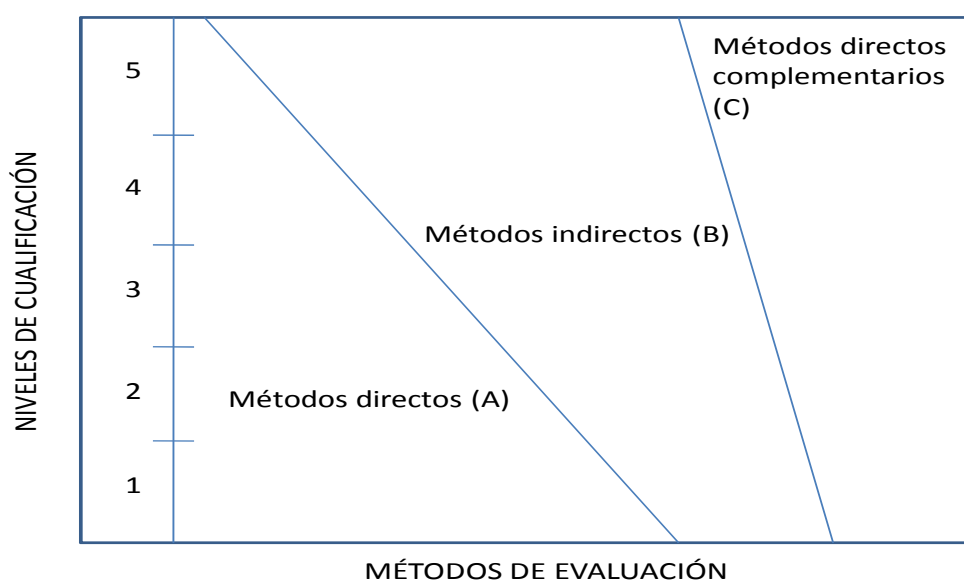 NIVELES DE CUALIFICACIÓN
5
4
3
2
1
Métodos directos
complementarios
(C)
Métodos indirectos (B)
Métodos directos (A)
MÉTODOS DE EVALUACIÓN